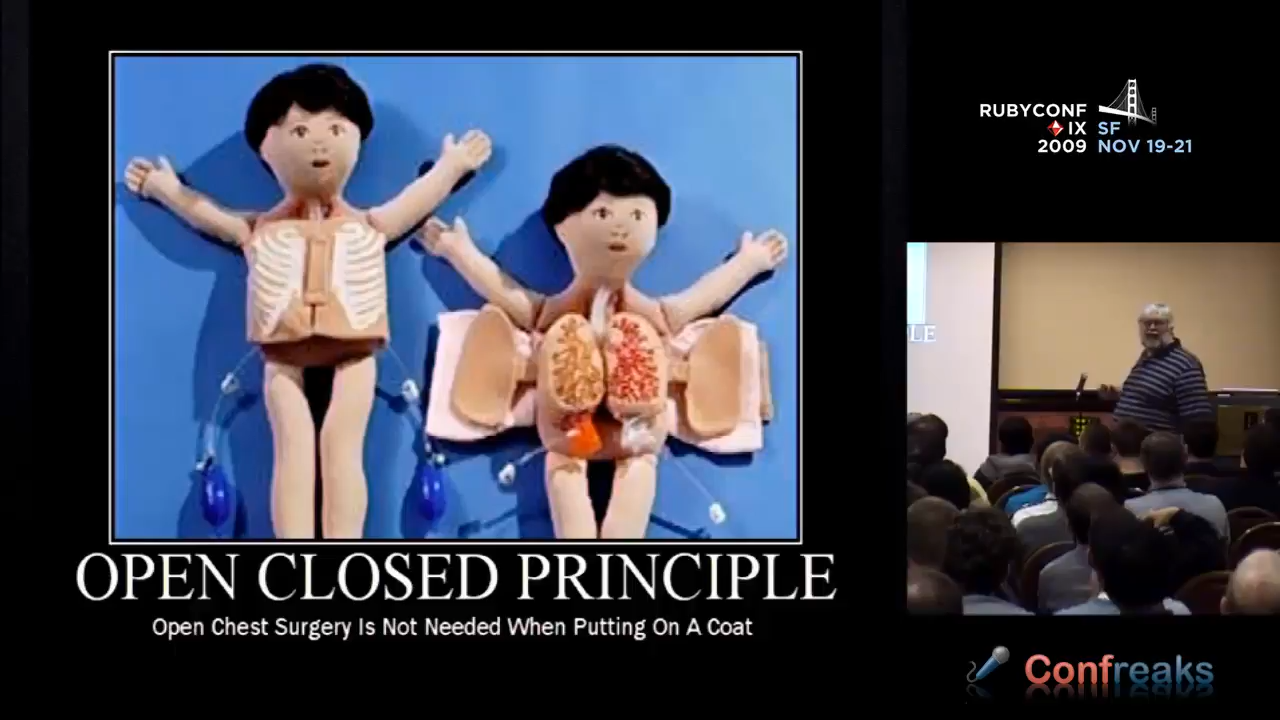 OPEN CLOSED PRINCIPLE
Open Chest Surgery Is Not Needed When Putting On A Coat
RUBYCONF
IX SF
2009 NOV 19-21
LE
Confreaks